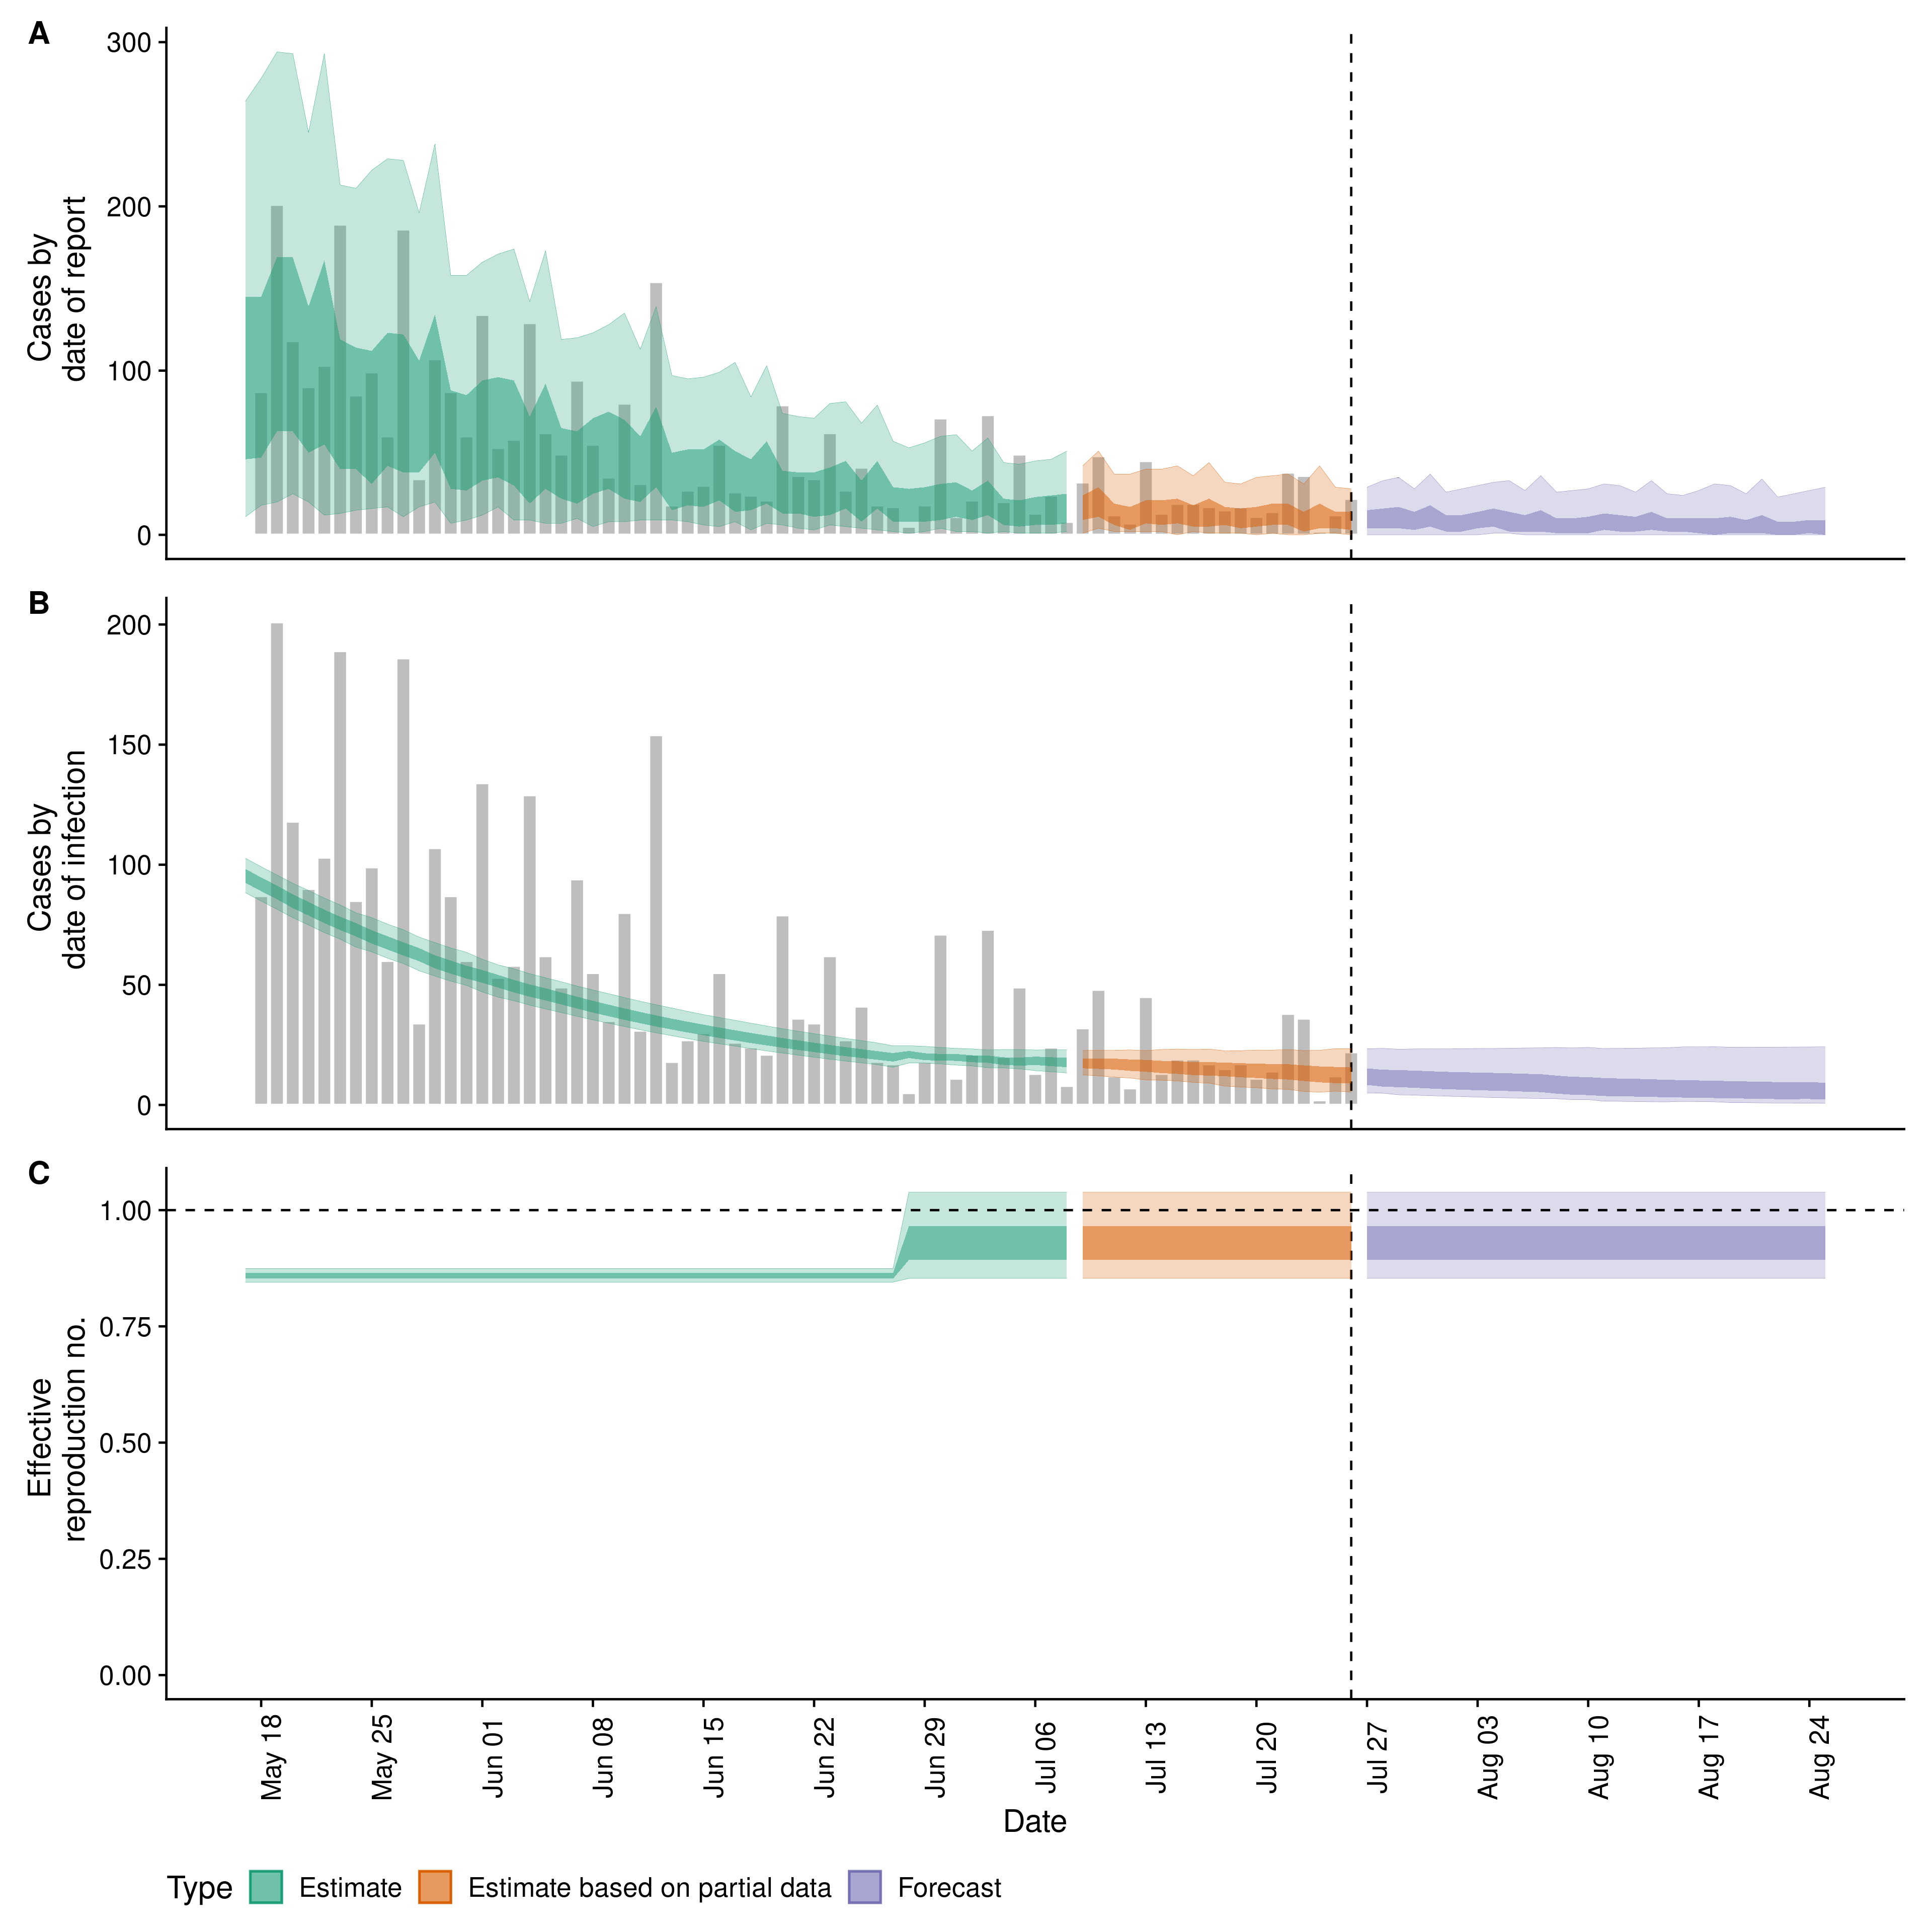 A
Cases by
date of report
300
200
100
0
B
Cases by
date of infection
200
150
100
50
0
C
Effective
reproduction no.
1.00
0.75
0.50
0.25
0.00
May 18
May 25
Jun 01
Jun 08
Jun 15
Jun 22
Jun 29
Jul 06
Jul 13
Jul 20
Jul 27
Aug 03
Aug 10
Aug 17
Aug 24
Date
Type Estimate Estimate based on partial data Forecast